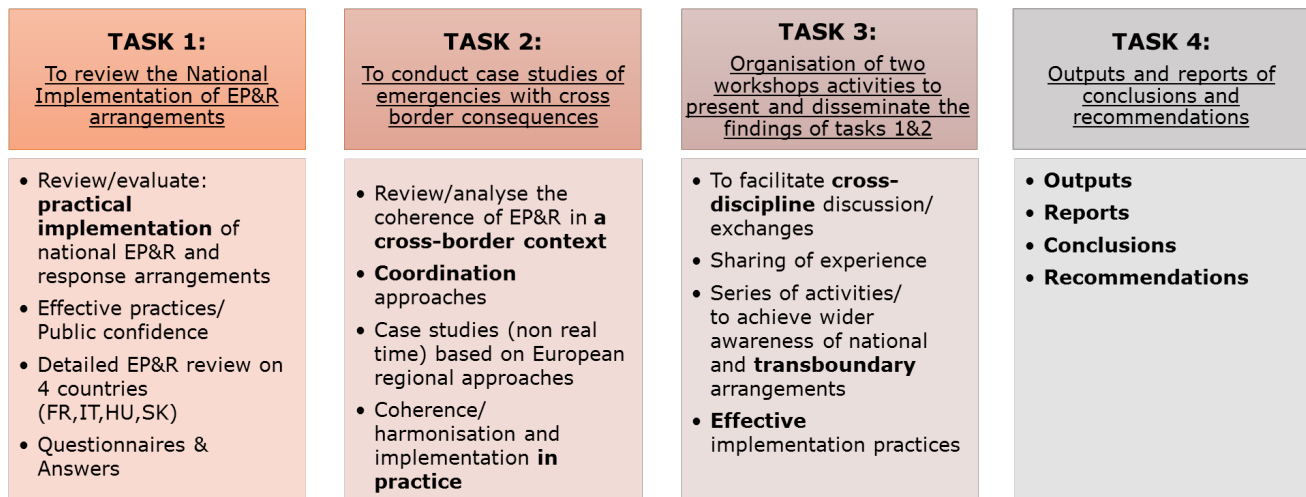 TASK 1:
To review the National
Implementation of EP&R
arrangements
• Review/evaluate:
practical
implementation of
national EP&R and
response arrangements
• Effective practices/
Public confidence
• Detailed EP&R review on
4 countries
(FR,IT,HU,SK)
• Questionnaires &
Answers
TASK 2:
To conduct case studies of
emergencies with cross
border consequences
• Review/analyse the
coherence of EP&R in a
cross-border context
• Coordination
approaches
• Case studies (non real
time) based on European
regional approaches
• Coherence/
harmonisation and
implementation in
practice
TASK 3:
Organisation of two
workshops activities to
present and disseminate the
findings of tasks 1&2
• To facilitate cross-
discipline discussion/
exchanges
• Sharing of experience
• Series of activities/
to achieve wider
awareness of national
and transboundary
arrangements
• Effective
implementation practices
TASK 4:
Outputs and reports of
conclusions and
recommendations
• Outputs
• Reports
• Conclusions
• Recommendations